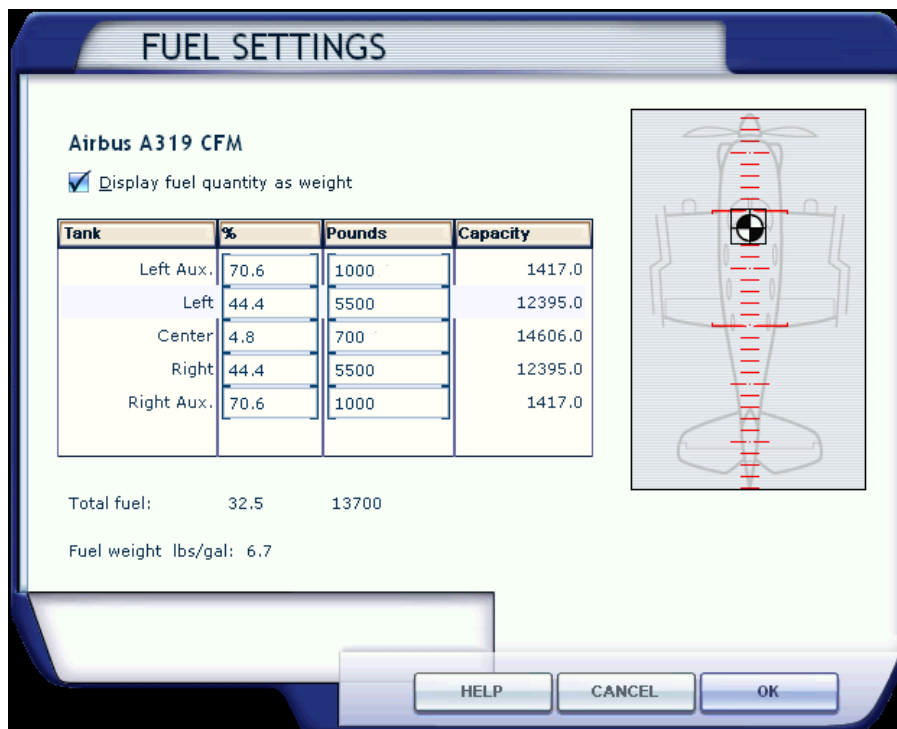 FUEL SETTINGS
Airbus A319 CFM
Display fuel quantity as weight
Tank % Pounds Capacity
Left Aux. 70.6 1000 1417.0
Left 44.4 5500 12395.0
Center 4.8 700 14606.0
Right 44.4 5500 12395.0
Right Aux. 70.6 1000 1417.0
Total fuel: 32.5 13700
Fuel weight lbs/gal: 6.7
HELP CANCEL OK